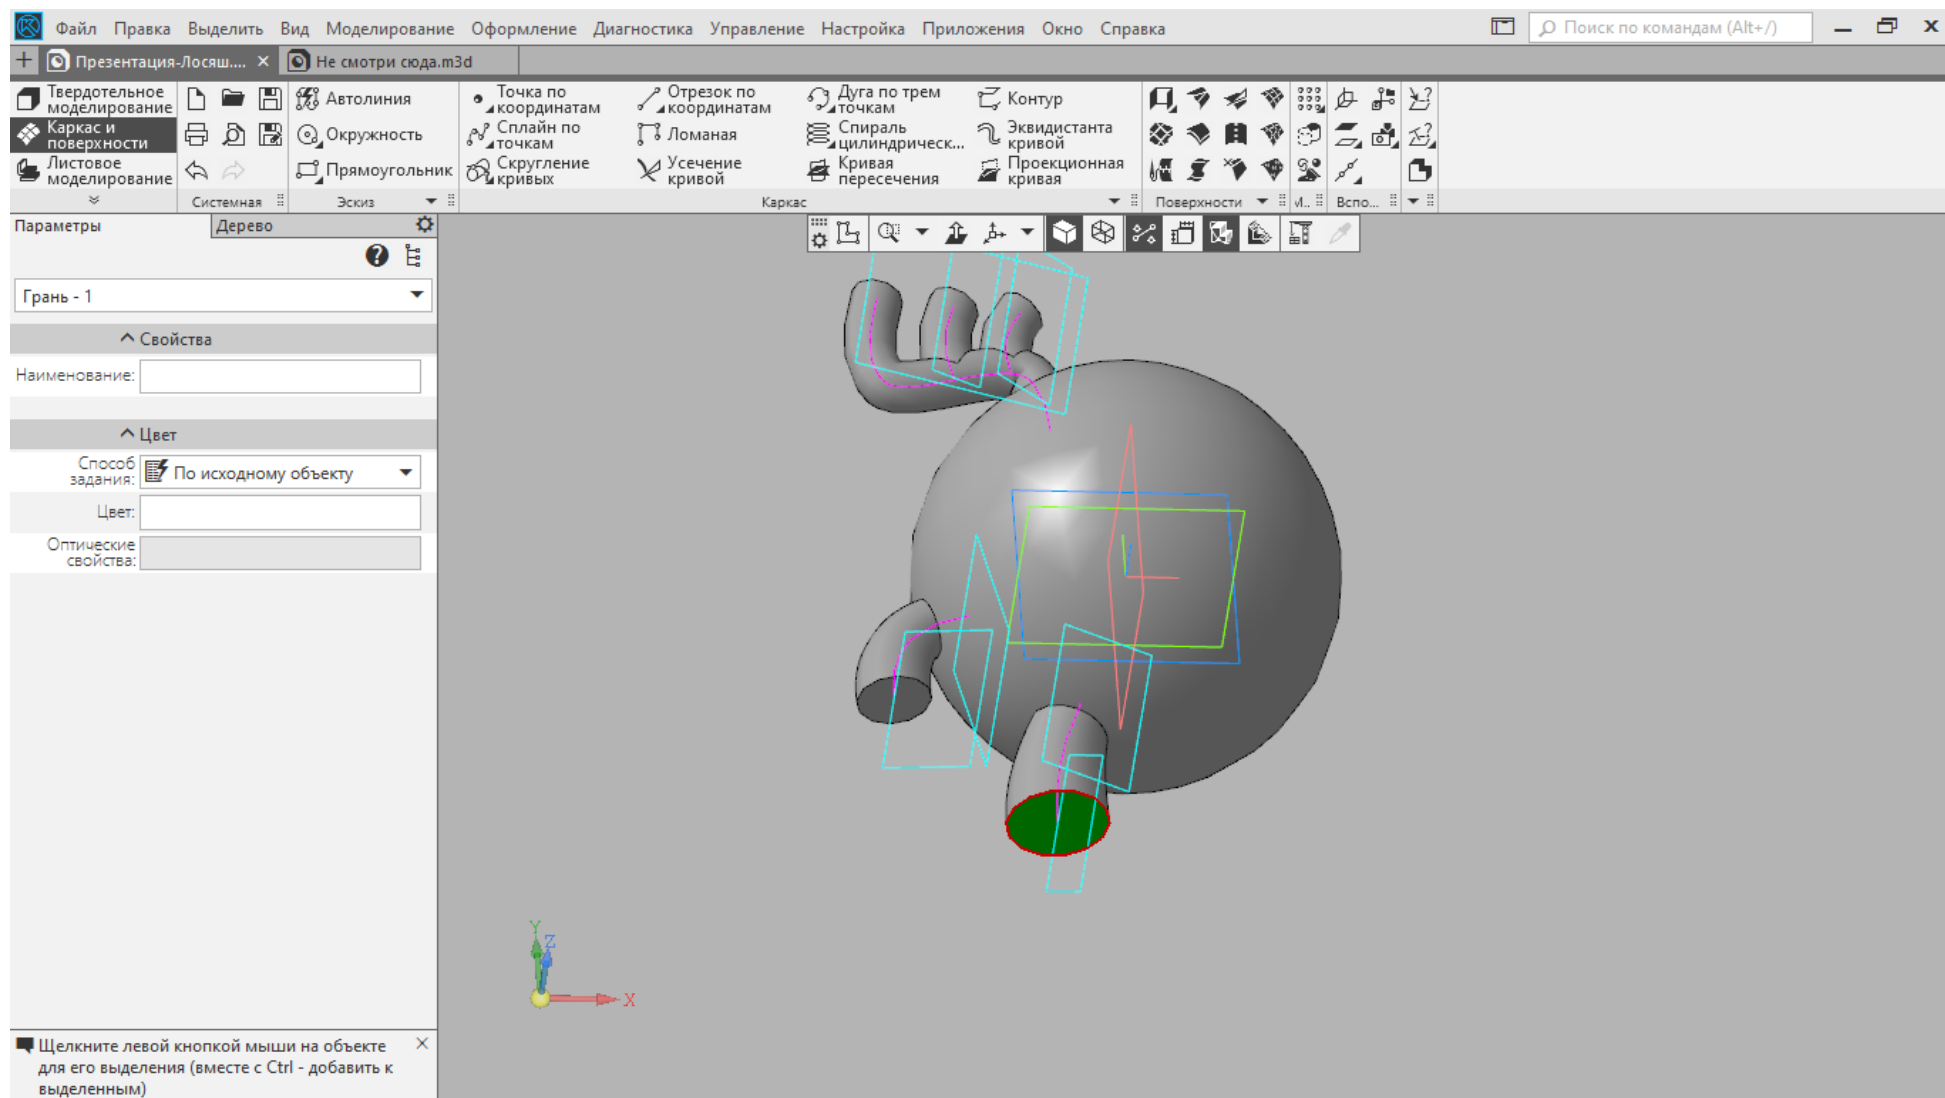 Файл Правка Выделить Вид Моделирование Оформление Диагностика Управление Настройка Приложения Окно Справка
Поиск по командам (Alt+/)
Презентация-Лосяш....
Не смотри сюда.m3d
Твердотельное
моделирование
Каркас и
поверхности
Листовое
моделирование
Системная
Автолиния
Окружность
Прямоугольник
Эскиз
Точка по
координатам
Сплайн по
точкам
Скругление
кривых
Отрезок по
координатам
Ломаная
Усечение
кривой
Дуга по трем
точкам
Спираль
цилиндрическ...
Кривая
пересечения
Контур
Эквидистанта
кривой
Проекционная
кривая
Каркас
Поверхности
Вспо...
Параметры
Дерево
Грань - 1
Свойства
Наименование:
Цвет
Способ
задания:
По исходному объекту
Цвет:
Оптические
свойства:
Y
Z
X
Щелкните левой кнопкой мыши на объекте
для его выделения (вместе с Ctrl - добавить к
выделенным)